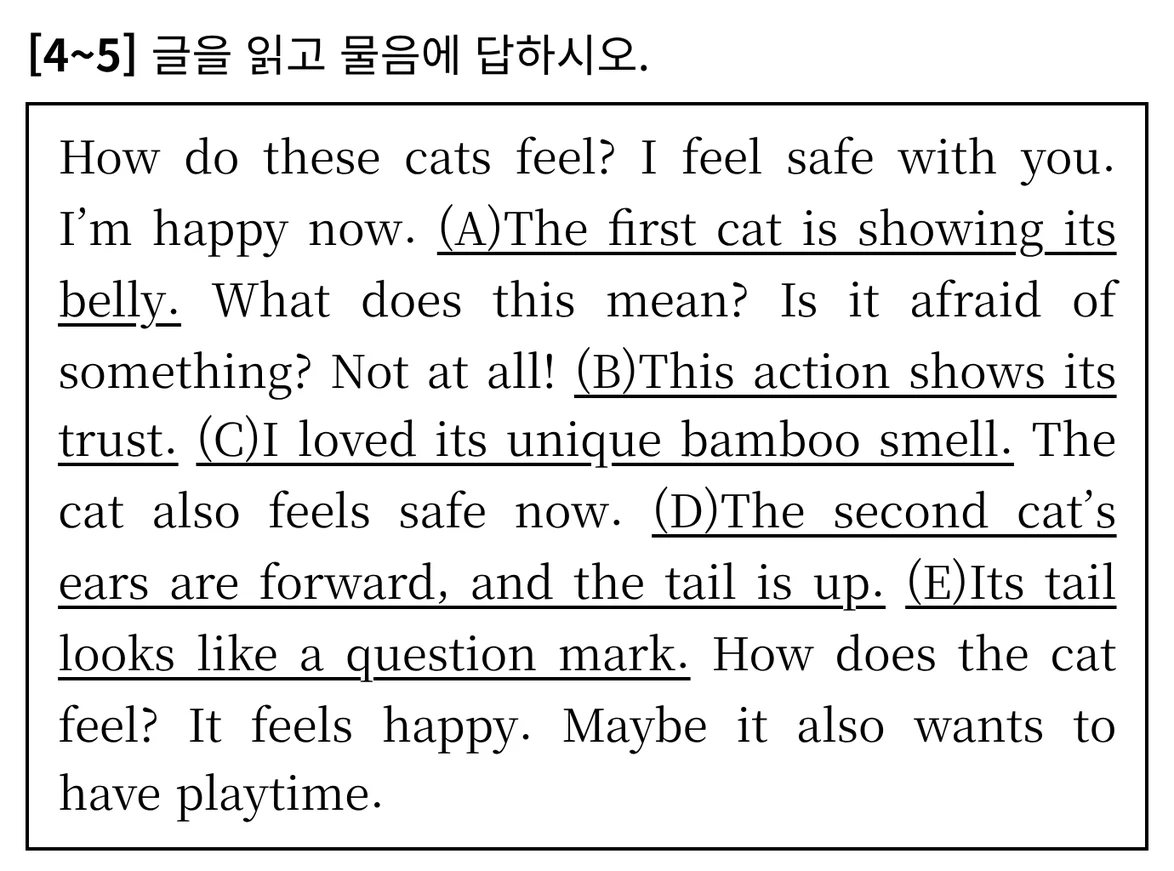 [4~5] 글을 읽고 물음에 답하시오.
How do these cats feel? I feel safe with you.
I’m happy now. (A)The first cat is showing its
belly. What does this mean? Is it afraid of
something? Not at all! (B)This action shows its
trust. (C)I loved its unique bamboo smell. The
cat also feels safe now. (D)The second cat’s
ears are forward, and the tail is up. (E)Its tail
looks like a question mark. How does the cat
feel? It feels happy. Maybe it also wants to
have playtime.